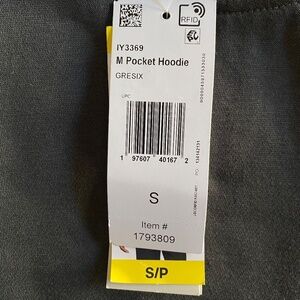 RFID
IY3369
M Pocket Hoodie
GRESIX
UPC
1 97607 40167 2
S
Item #
1793809
S/P